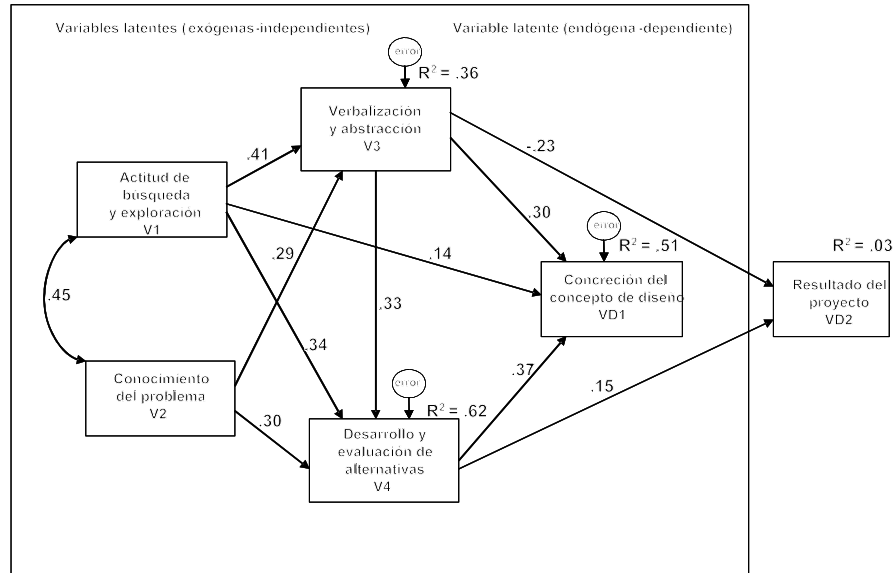 Variables latentes (exógenas-independientes)
Variable latente (endógena-dependiente)
error
R² = .36
Verbalización
y abstracción
V3
.41
-.23
Actitud de
búsqueda
y exploración
V1
.30
error
R² = .51
R² = .03
.29
.14
Concreción del
concepto de diseño
VD1
Resultado del
proyecto
VD2
.45
.33
.34
Conocimiento
del problema
V2
.37
error
.15
R² = .62
.30
Desarrollo y
evaluación de
alternativas
V4